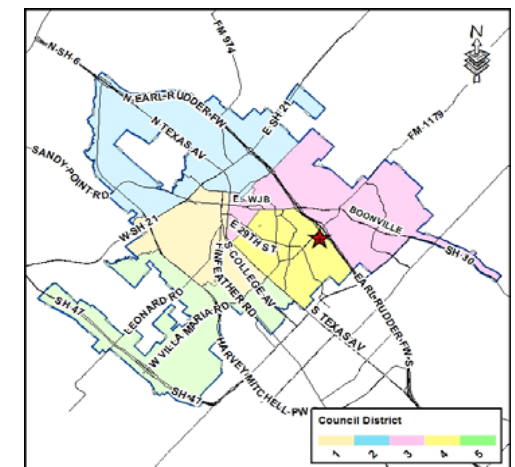 N-SH-6
FM-974
N
N-EARL-RUDDER-FW
E SH 21
N TEXAS AV
FM-1179
SANDY-POINT-RD
E-WJB
BOONVILLE
W-SH-21
E 29TH ST
SH-30
S COLLEGE AV
FINFEATHER RD
EARL-RUDDER-FW-S
LEONARD RD
S TEXAS AV
SH 47
W VILLA MARIA RD
HARVEY-MITCHELL-PW
SH-47
Council District
1 2 3 4 5